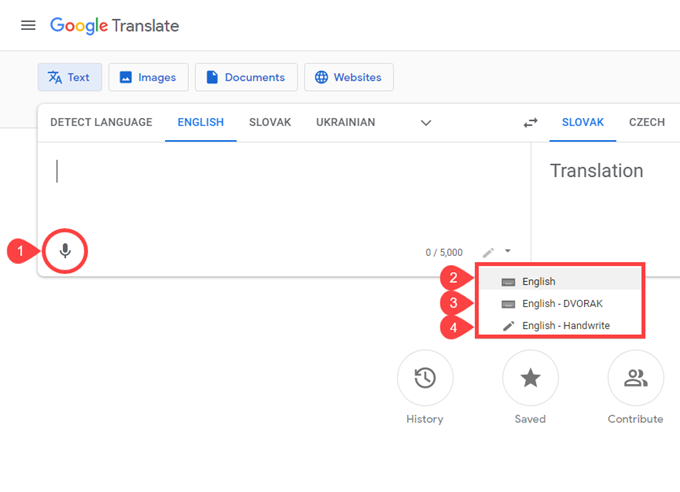 Google Translate
Text Images Documents Websites
DETECT LANGUAGE ENGLISH SLOVAK UKRAINIAN SLOVAK CZECH
Translation
1
0 / 5,000
2 English
3 English - DVORAK
4 English - Handwrite
History Saved Contribute